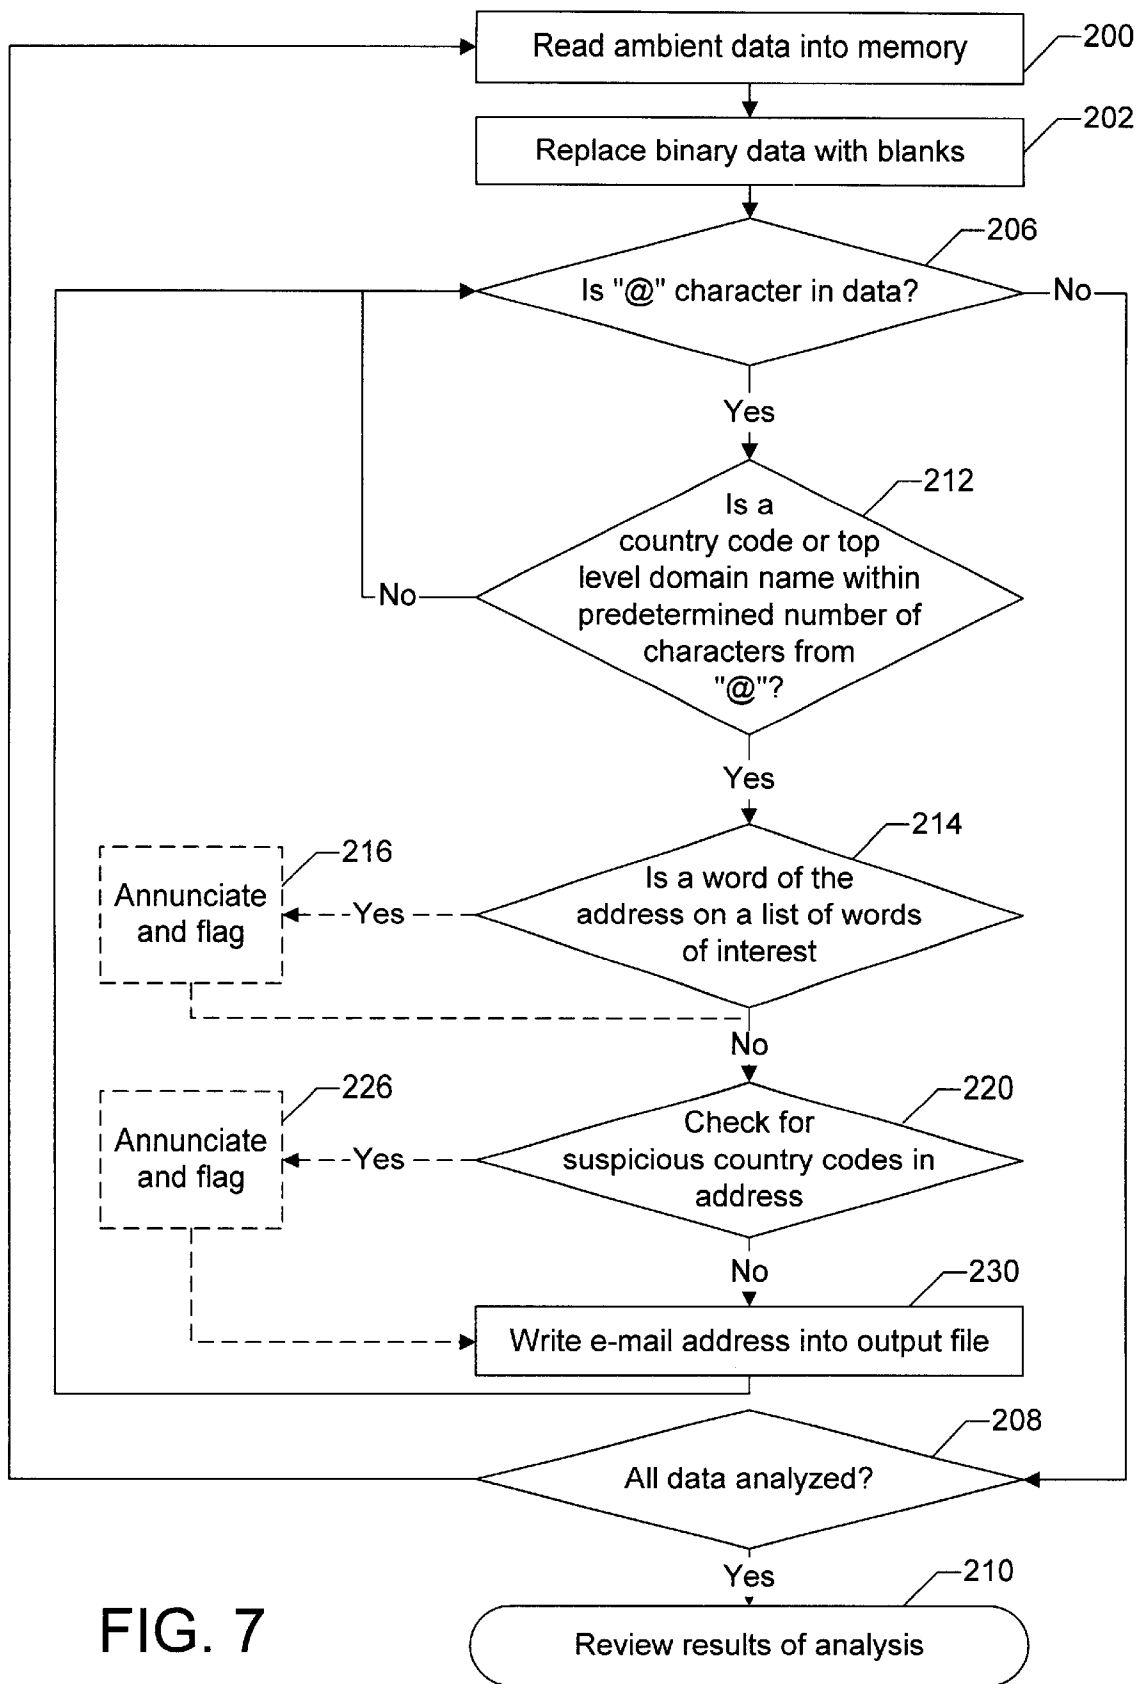 Read ambient data into memory
200
Replace binary data with blanks
202
206
Is "@" character in data?
No
Yes
212
Is a
country code or top
level domain name within
predetermined number of
characters from
"@"?
No
Yes
214
Is a word of the
address on a list of words
of interest
216
Annunciate
and flag
Yes
No
220
Check for
suspicious country codes in
address
226
Annunciate
and flag
Yes
No
230
Write e-mail address into output file
208
All data analyzed?
Yes
210
Review results of analysis
FIG. 7